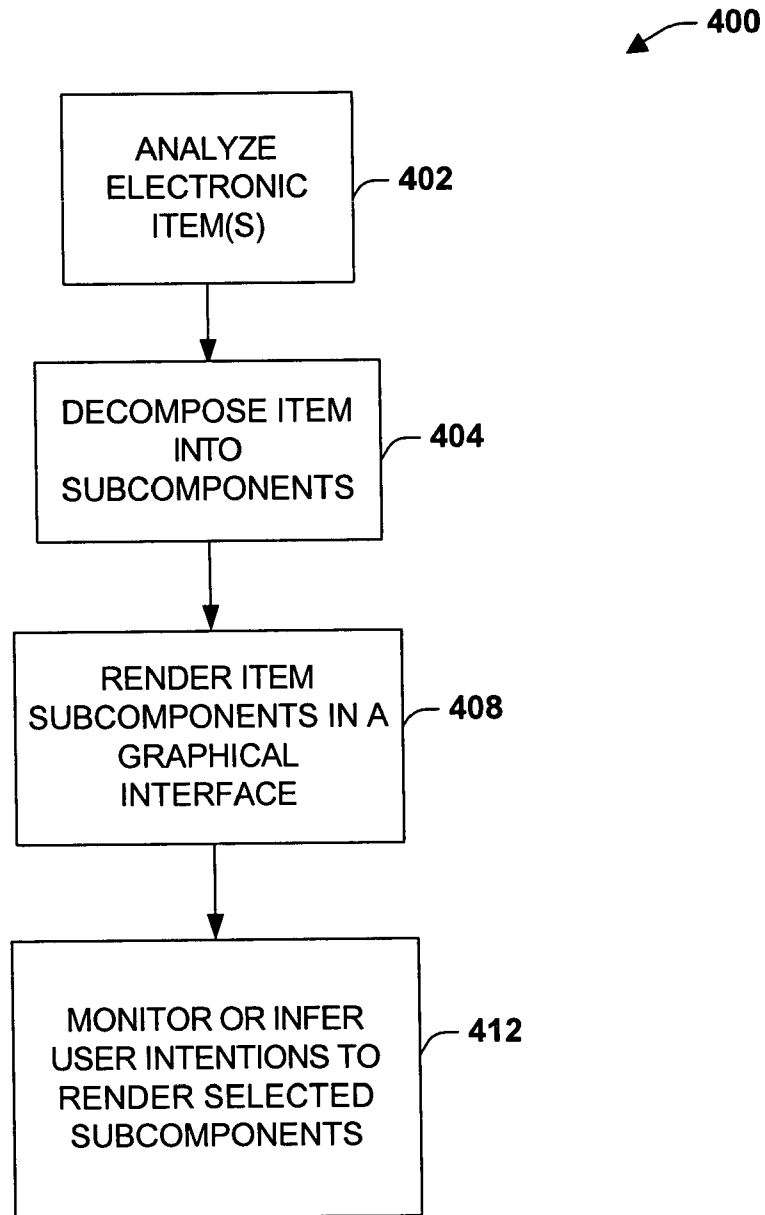 400
ANALYZE
ELECTRONIC
ITEM(S)
402
DECOMPOSE ITEM
INTO
SUBCOMPONENTS
404
RENDER ITEM
SUBCOMPONENTS IN A
GRAPHICAL
INTERFACE
408
MONITOR OR INFER
USER INTENTIONS TO
RENDER SELECTED
SUBCOMPONENTS
412